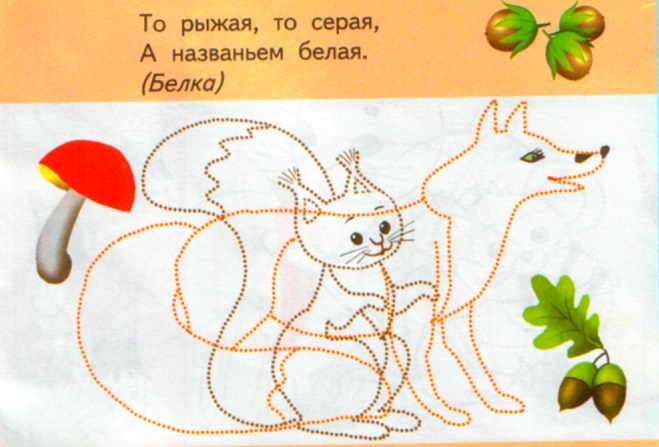 То рыжая, то серая,
А названьем белая.
(Белка)